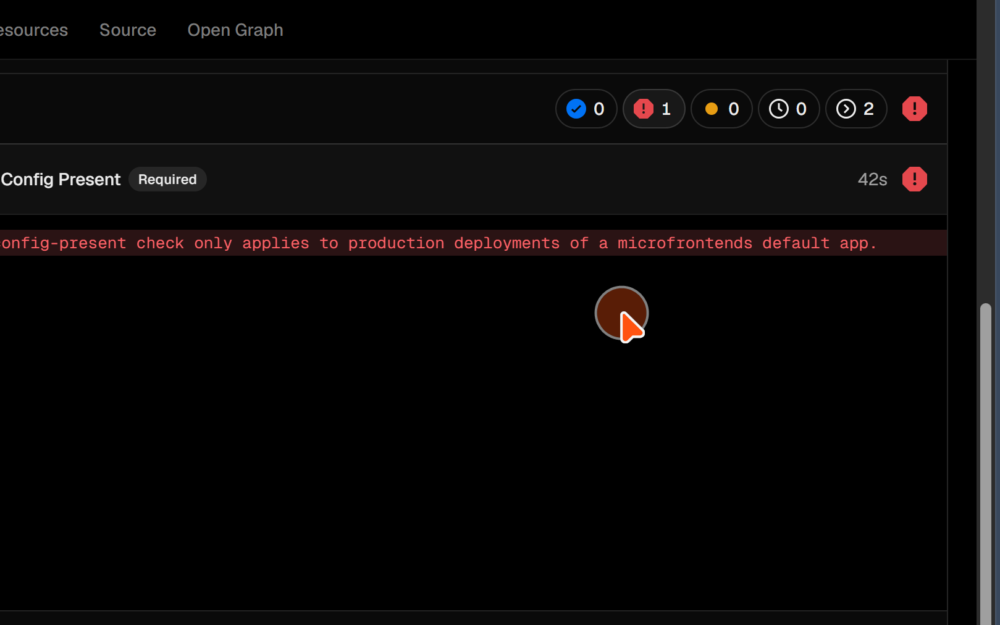 esources Source Open Graph
0 1 0 0 2
Config Present Required 42s
onfig-present check only applies to production deployments of a microfrontends default app.